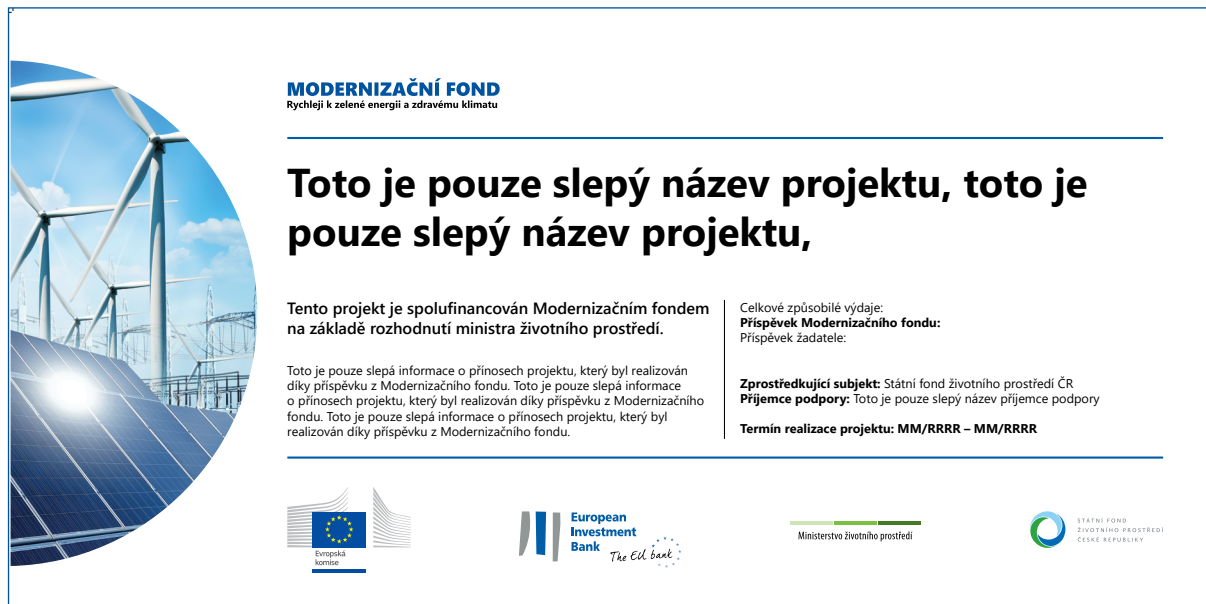 MODERNIZAČNÍ FOND
Rychleji k zelené energii a zdravému klimatu
Toto je pouze slepý název projektu, toto je
pouze slepý název projektu,
Tento projekt je spolufinancován Modernizačním fondem
na základě rozhodnutí ministra životního prostředí.
Toto je pouze slepá informace o přínosech projektu, který byl realizován
díky příspěvku z Modernizačního fondu. Toto je pouze slepá informace
o přínosech projektu, který byl realizován díky příspěvku z Modernizačního
fondu. Toto je pouze slepá informace o přínosech projektu, který byl
realizován díky příspěvku z Modernizačního fondu.
Celkové způsobilé výdaje:
Příspěvek Modernizačního fondu:
Příspěvek žadatele:
Zprostředkující subjekt: Státní fond životního prostředí ČR
Příjemce podpory: Toto je pouze slepý název příjemce podpory
Termín realizace projektu: MM/RRRR – MM/RRRR
Evropská
komise
European
Investment
Bank
The EU bank
Ministerstvo životního prostředí
STÁTNÍ FOND
ŽIVOTNÍHO PROSTŘEDÍ
ČESKÉ REPUBLIKY